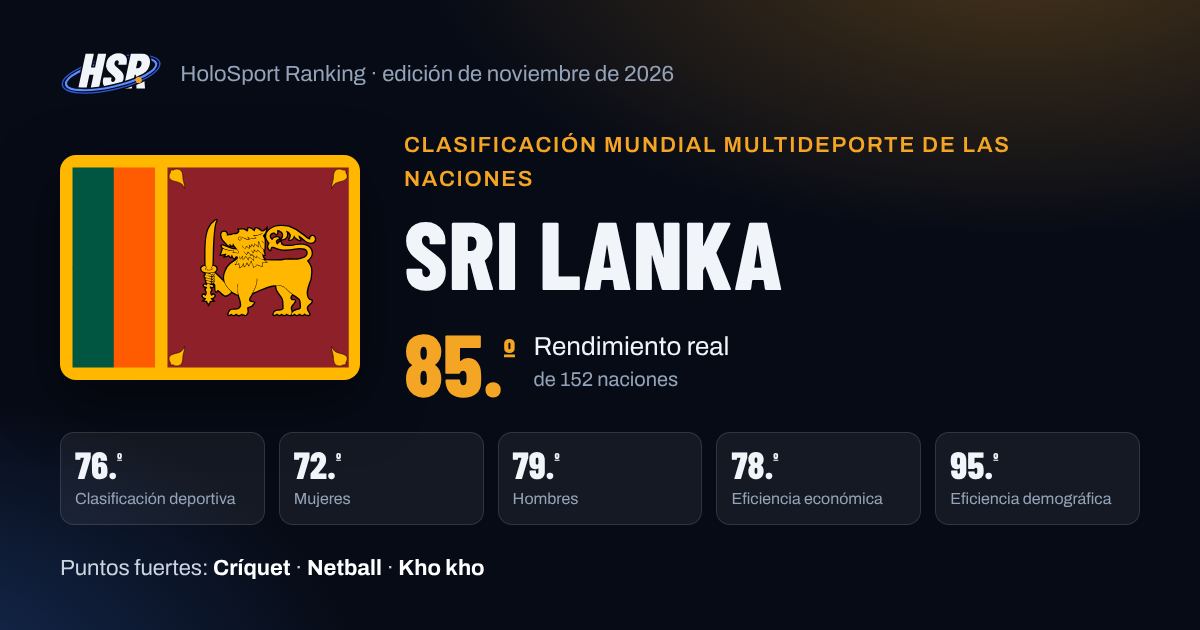 HSR
HoloSport Ranking · edición de noviembre de 2026
CLASIFICACIÓN MUNDIAL MULTIDEPORTE DE LAS
NACIONES
SRI LANKA
85.º
Rendimiento real
de 152 naciones
76.º
Clasificación deportiva
72.º
Mujeres
79.º
Hombres
78.º
Eficiencia económica
95.º
Eficiencia demográfica
Puntos fuertes: Críquet · Netball · Kho kho